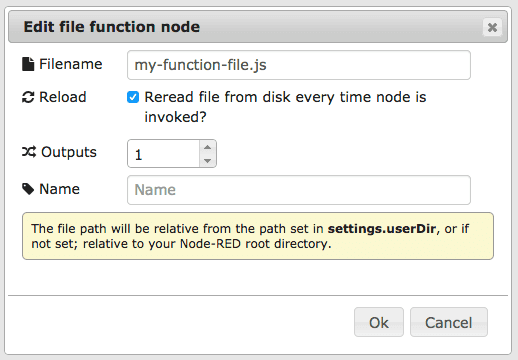 Edit file function node
Filename my-function-file.js
Reload Reread file from disk every time node is
invoked?
Outputs 1
Name Name
The file path will be relative from the path set in settings.userDir, or if
not set; relative to your Node-RED root directory.
Ok Cancel